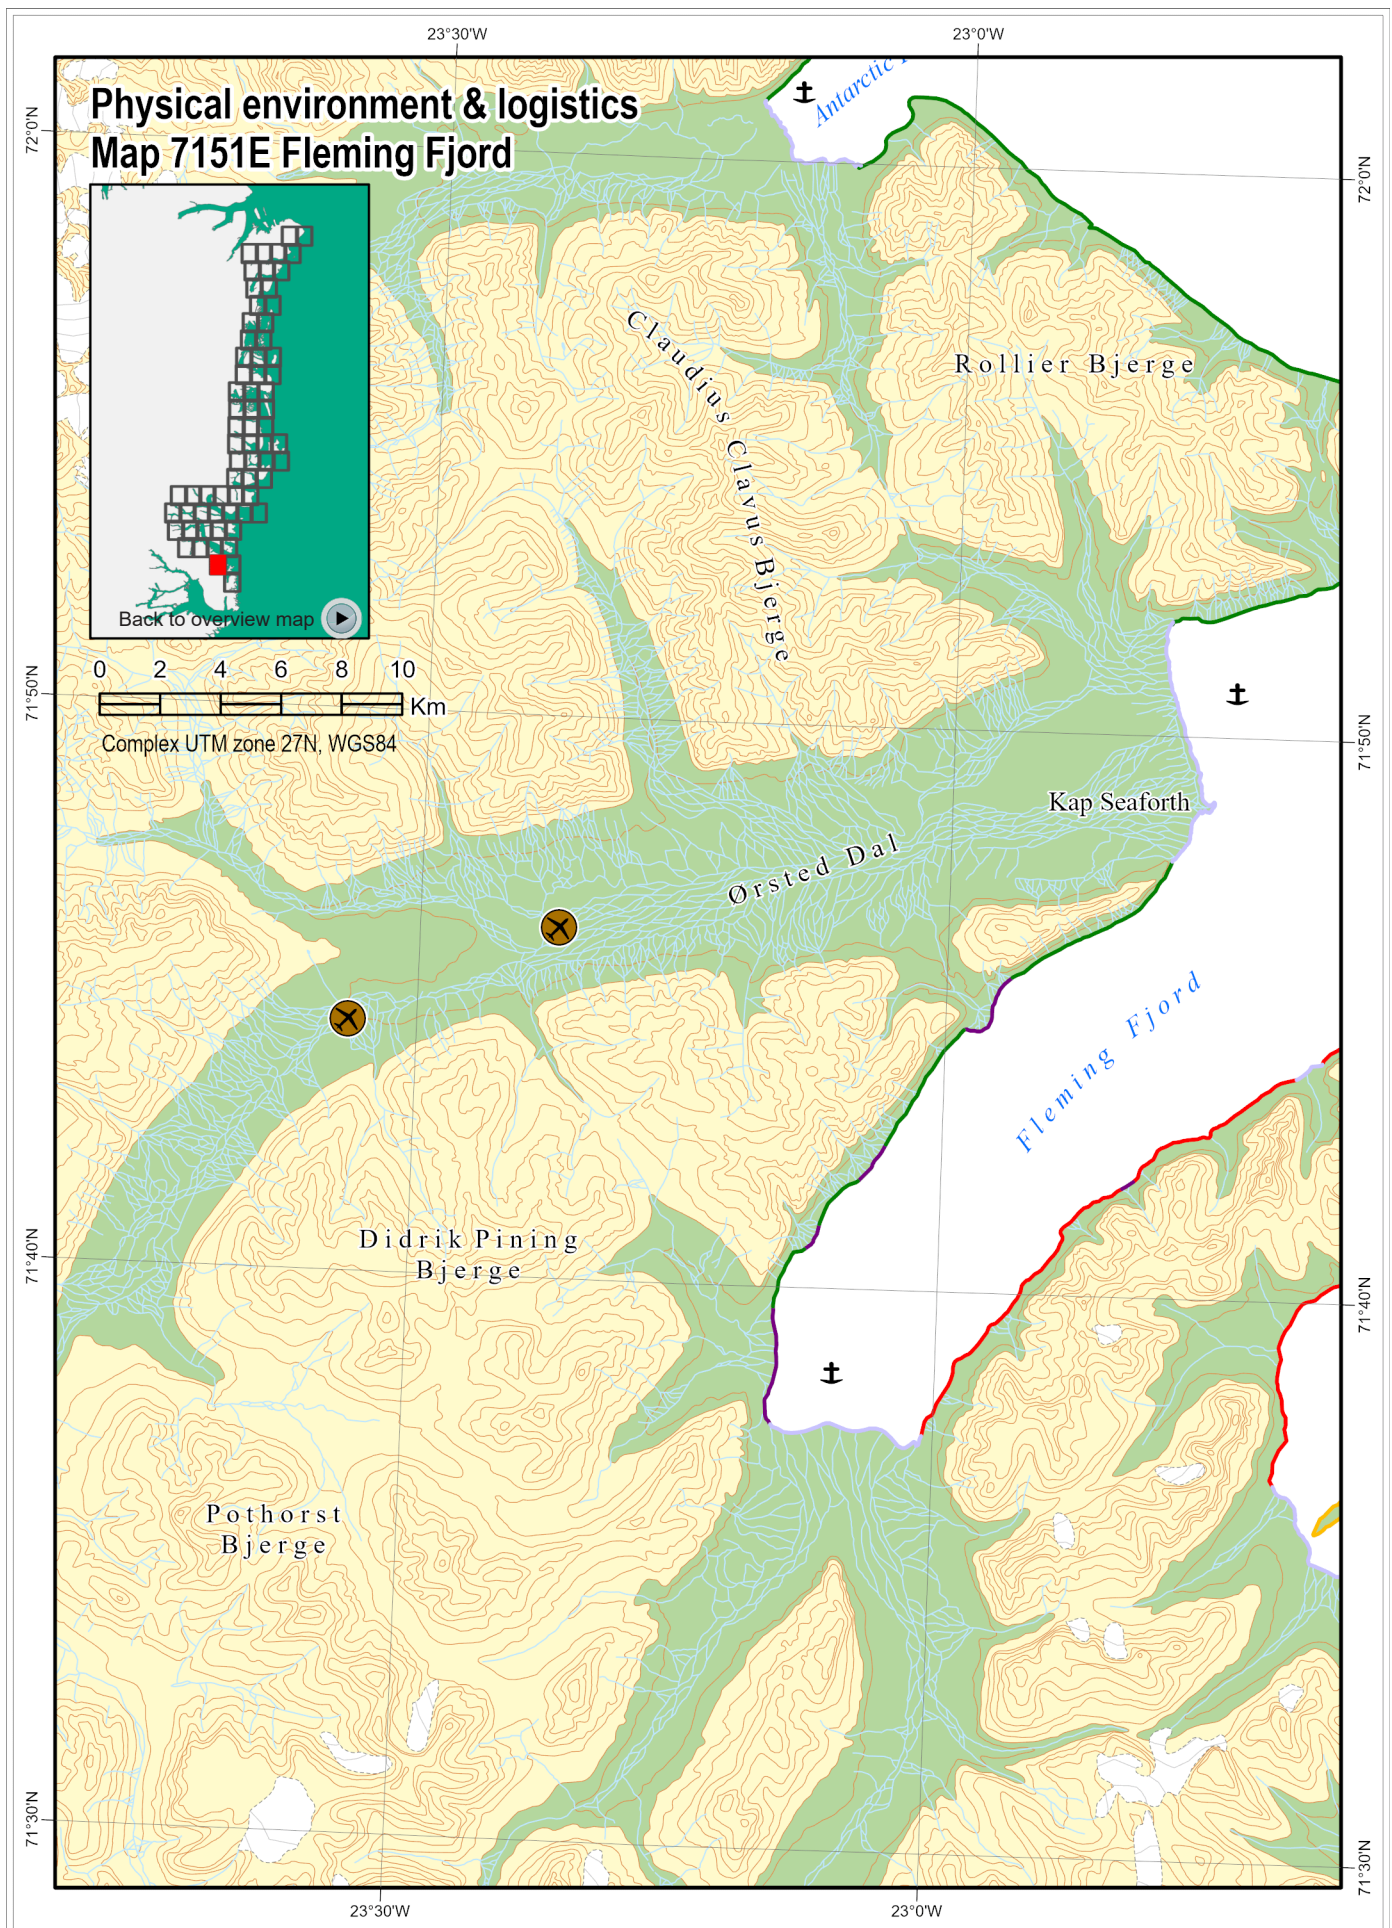 23°30'W 23°0'W
Physical environment & logistics
Map 7151E Fleming Fjord
Antarctic
72°0'N
72°0'N
Back to overview map
0 2 4 6 8 10
Km
Complex UTM zone 27N, WGS84
Claudius Clavus Bjerge
Rollier Bjerge
71°50'N
71°50'N
Kap Seaforth
Ørsted Dal
Fleming Fjord
Didrik Pining
Bjerge
71°40'N
71°40'N
Pothorst
Bjerge
71°30'N
71°30'N
23°30'W 23°0'W